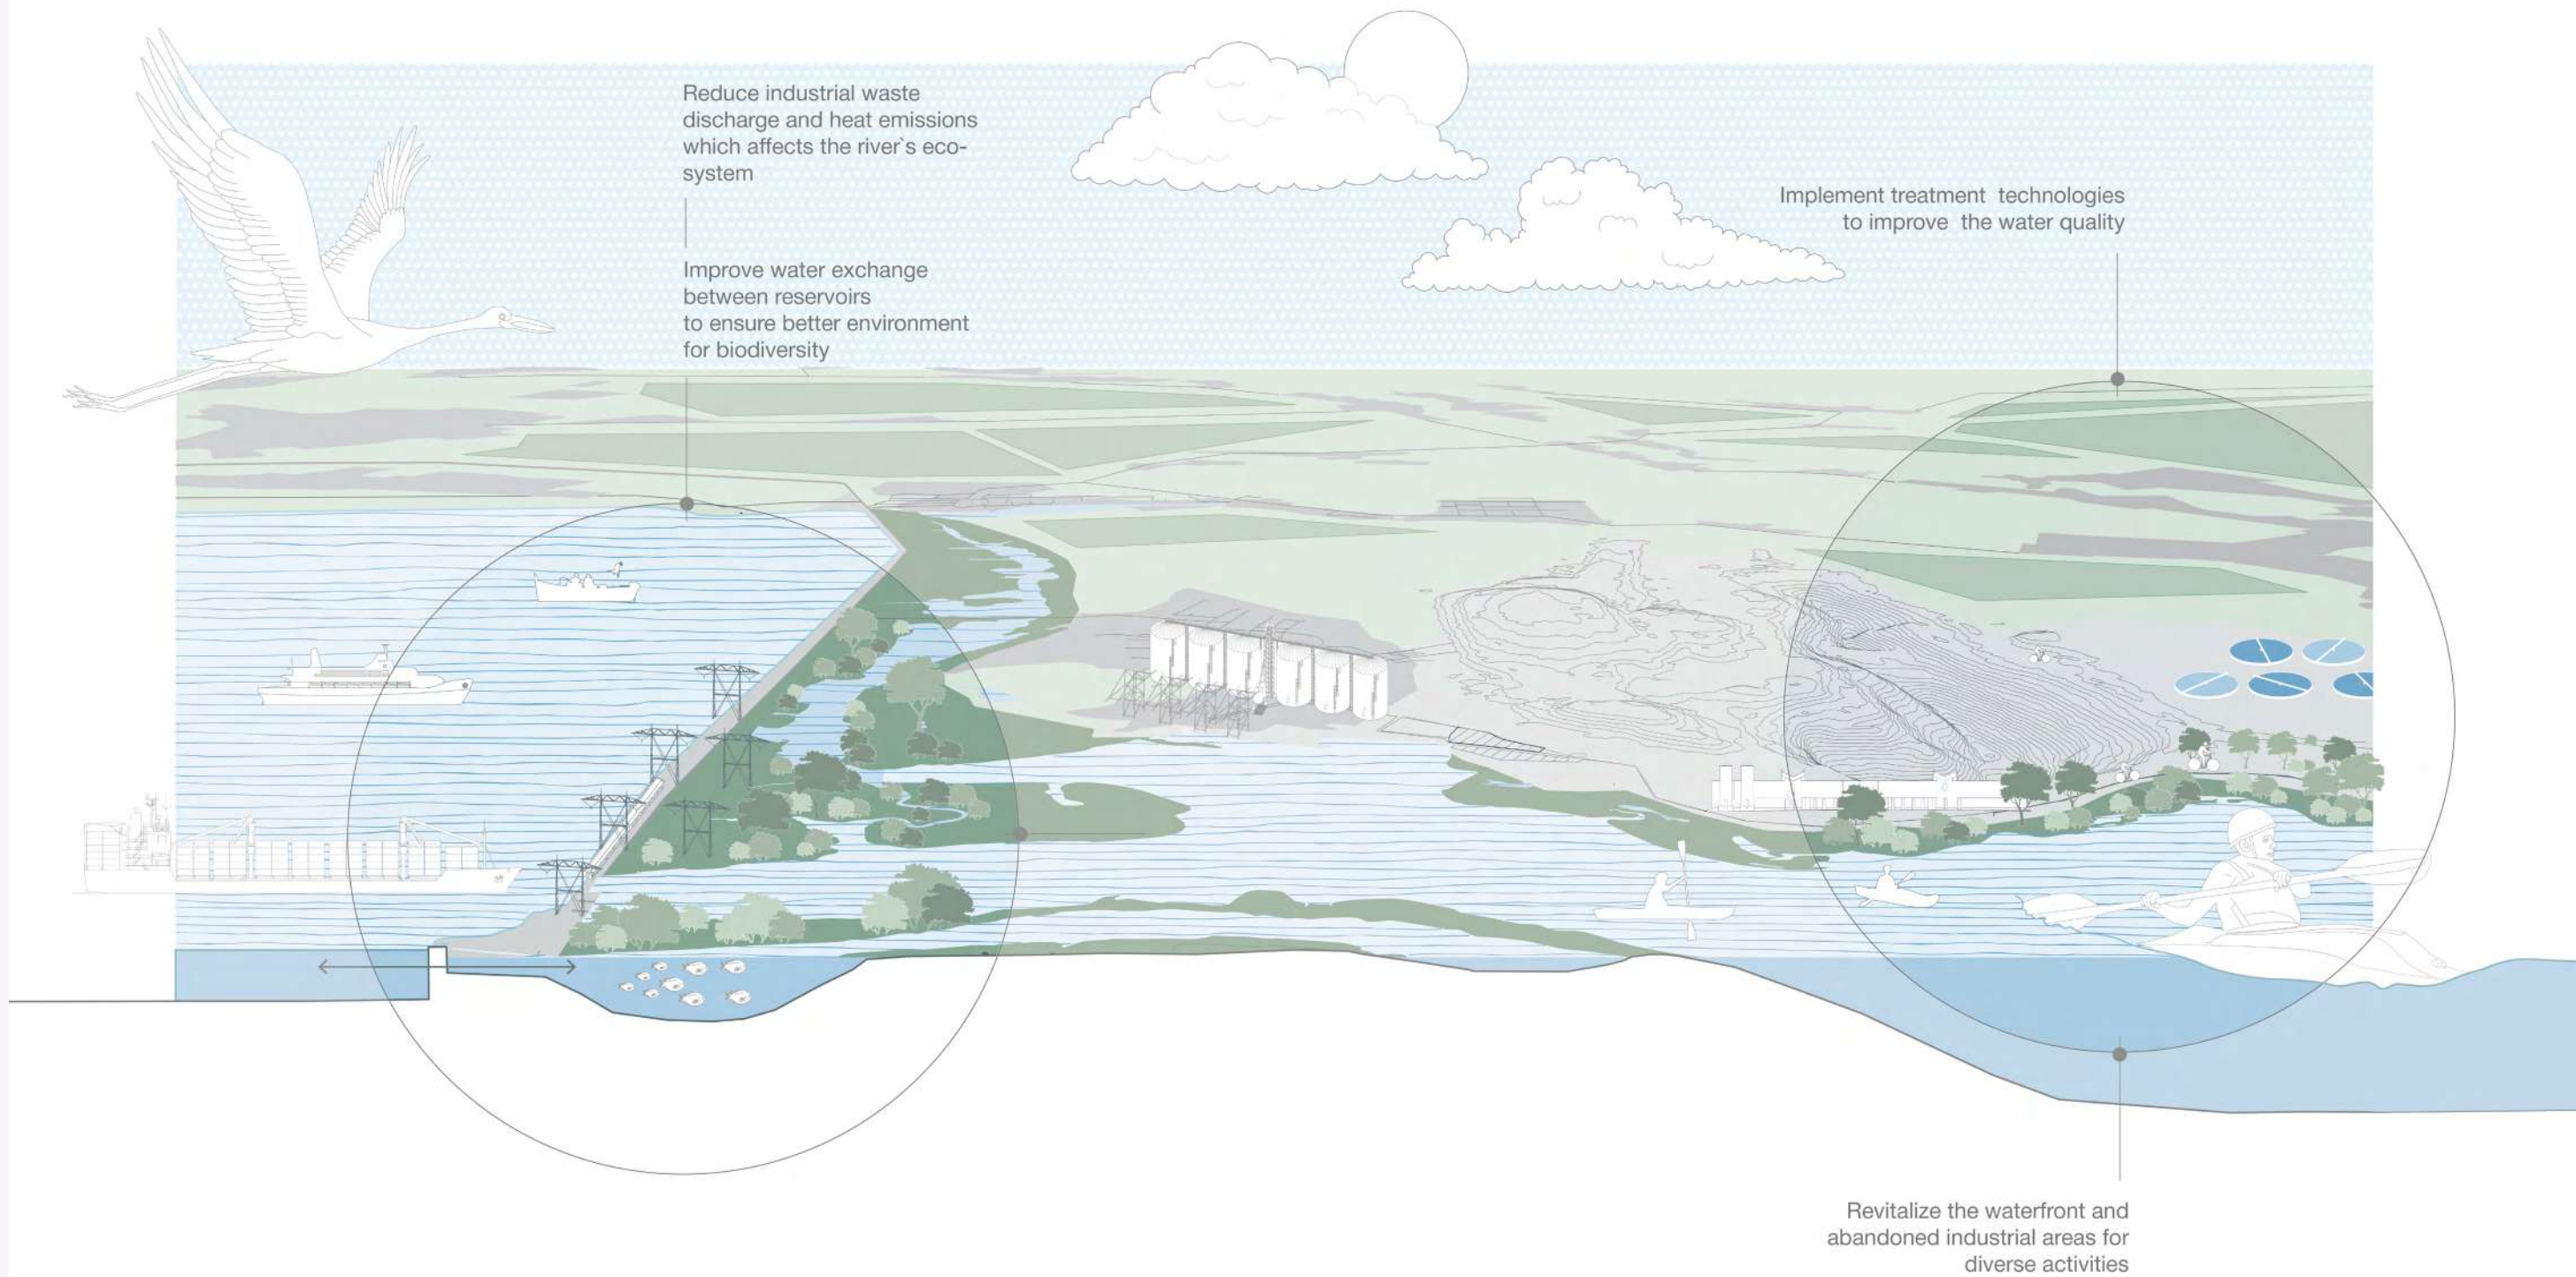 Reduce industrial waste
discharge and heat emissions
which affects the river`s eco-
system
Improve water exchange
between reservoirs
to ensure better environment
for biodiversity
Implement treatment technologies
to improve the water quality
Revitalize the waterfront and
abandoned industrial areas for
diverse activities